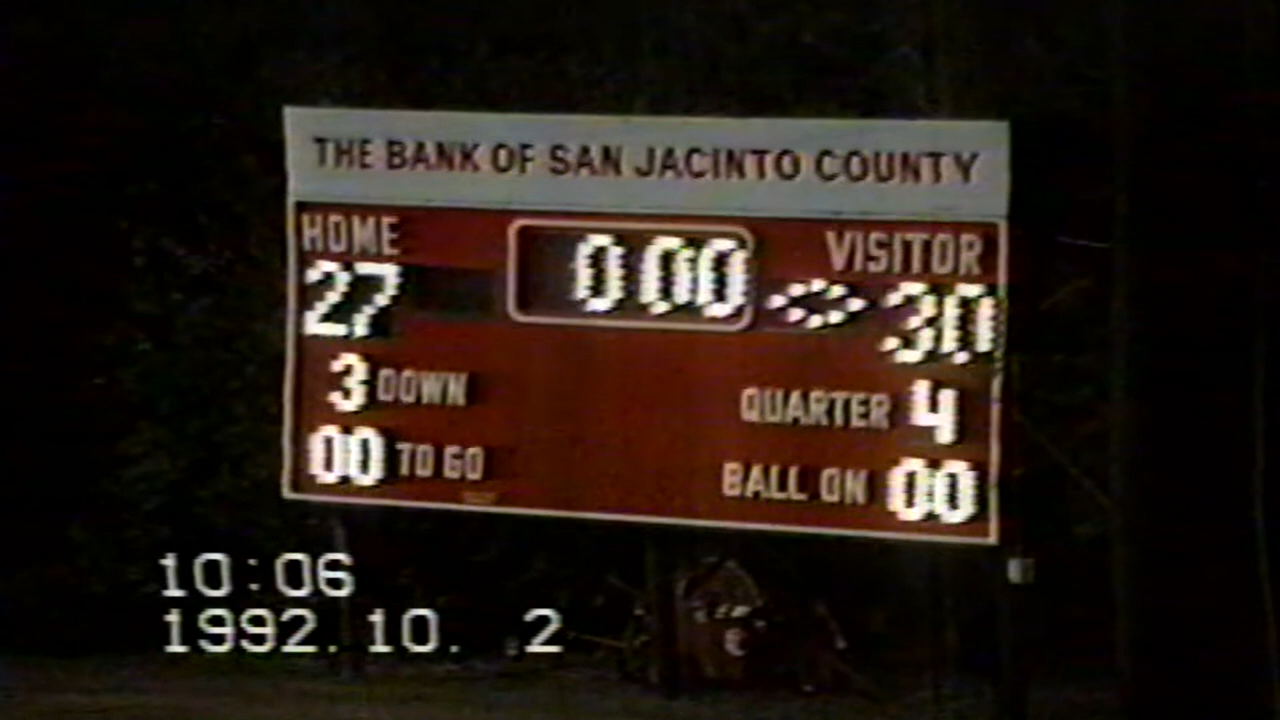 THE BANK OF SAN JACINTO COUNTY
HOME 0 00 VISITOR
27 30
3 DOWN QUARTER 4
00 TO GO BALL ON 00
10:06
1992. 10. 2